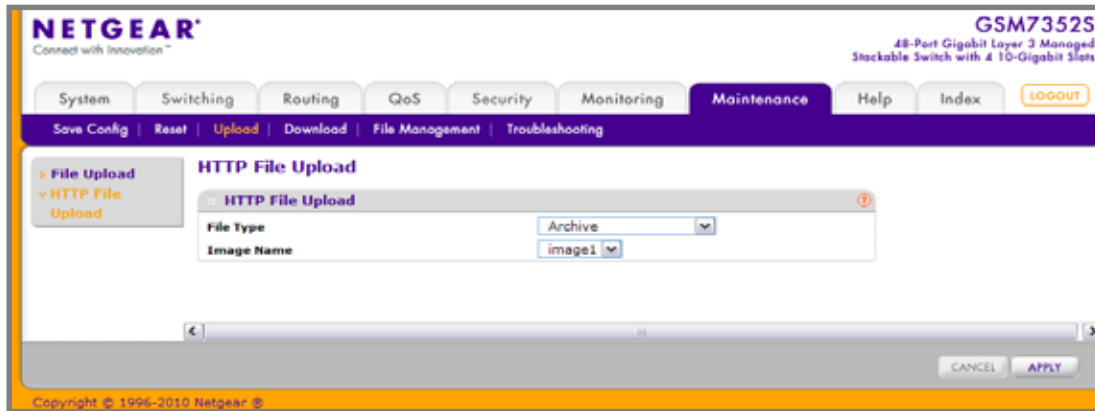 NETGEAR®
Connect with Innovation™
GSM7352S
48-Port Gigabit Layer 3 Managed
Stackable Switch with 4 10-Gigabit Slots
System Switching Routing QoS Security Monitoring Maintenance Help Index LOGOUT
Save Config | Reset | Upload | Download | File Management | Troubleshooting
File Upload
HTTP File
Upload
HTTP File Upload
HTTP File Upload
File Type Archive
Image Name image1
CANCEL APPLY
Copyright © 1996-2010 Netgear ®